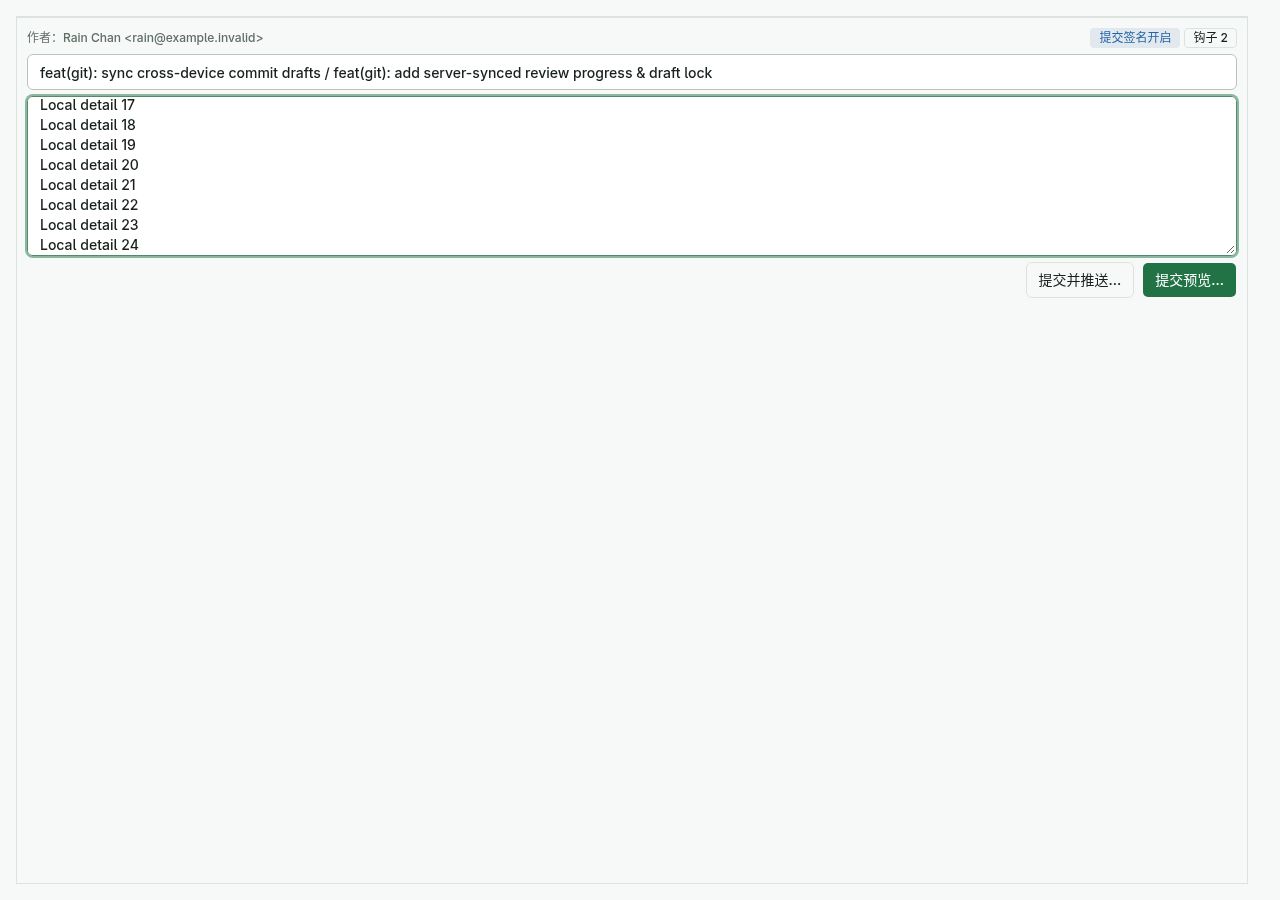 作者：Rain Chan <rain@example.invalid>
提交签名开启
钩子 2
feat(git): sync cross-device commit drafts / feat(git): add server-synced review progress & draft lock
Local detail 17
Local detail 18
Local detail 19
Local detail 20
Local detail 21
Local detail 22
Local detail 23
Local detail 24
提交并推送...
提交预览...